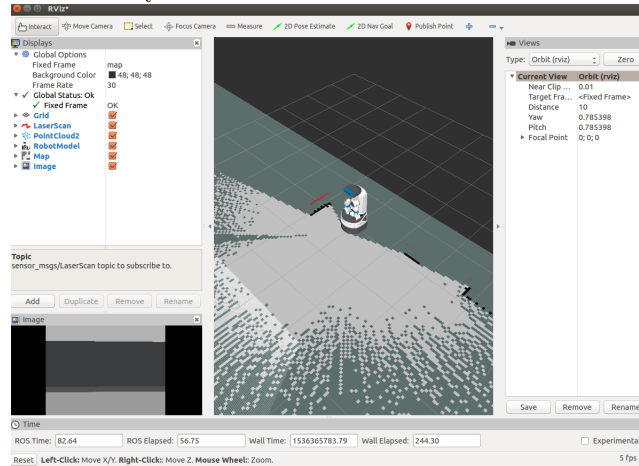 RViz*
Interact Move Camera Select Focus Camera Measure 2D Pose Estimate 2D Nav Goal Publish Point
Displays
Global Options
Fixed Frame map
Background Color 48; 48; 48
Frame Rate 30
Global Status: Ok
Fixed Frame OK
Grid
LaserScan
PointCloud2
RobotModel
Map
Image
Topic
sensor_msgs/LaserScan topic to subscribe to.
Add Duplicate Remove Rename
Image
Views
Type: Orbit (rviz) Zero
Current View Orbit (rviz)
Near Clip ... 0.01
Target Fra... <Fixed Frame>
Distance 10
Yaw 0.785398
Pitch 0.785398
Focal Point 0; 0; 0
Save Remove Rename
Time
ROS Time: 82.64 ROS Elapsed: 56.75 Wall Time: 1536365783.79 Wall Elapsed: 244.30 Experimental
Reset Left-Click: Move X/Y. Right-Click: Move Z. Mouse Wheel: Zoom. 5 fps